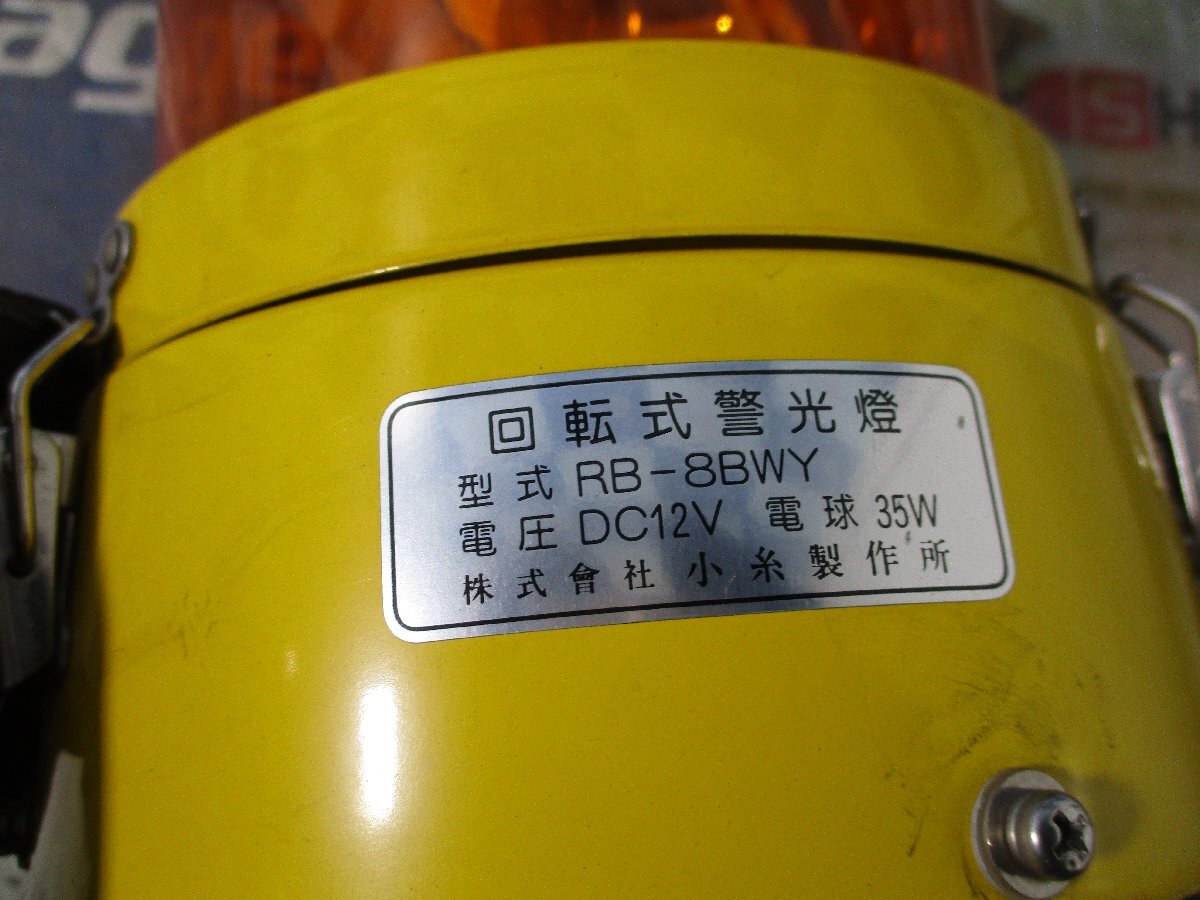 ag
回転式警光燈
型式 RB-8BWY
電圧 DC12V 電球 35W
株式會社 小糸製作所